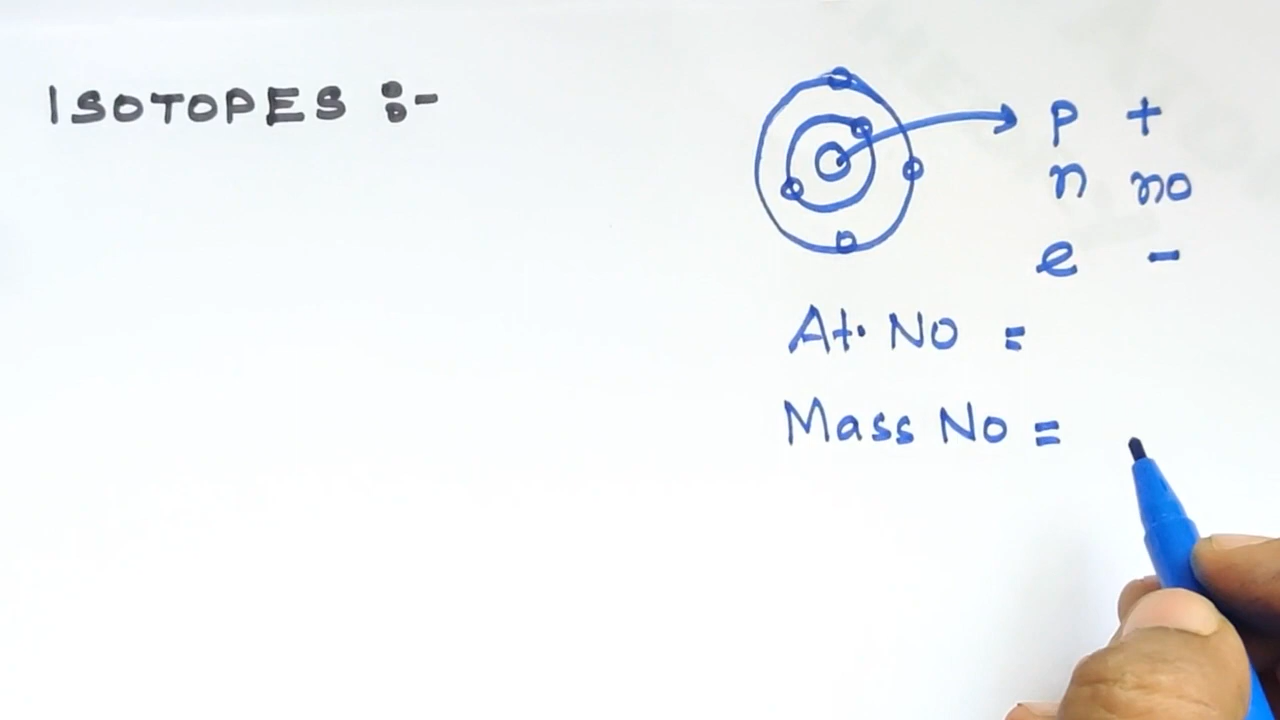 ISOTOPES :-
p +
n no
e -
At. No =
Mass No =